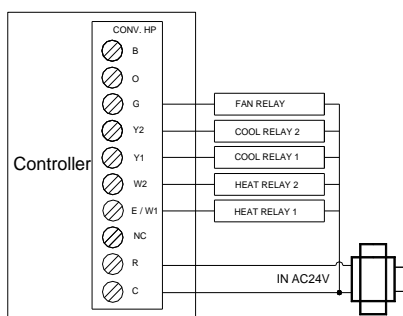 CONV. HP
B
O
G FAN RELAY
Y2 COOL RELAY 2
Y1 COOL RELAY 1
Controller
W2 HEAT RELAY 2
E / W1 HEAT RELAY 1
NC
R
IN AC24V
C